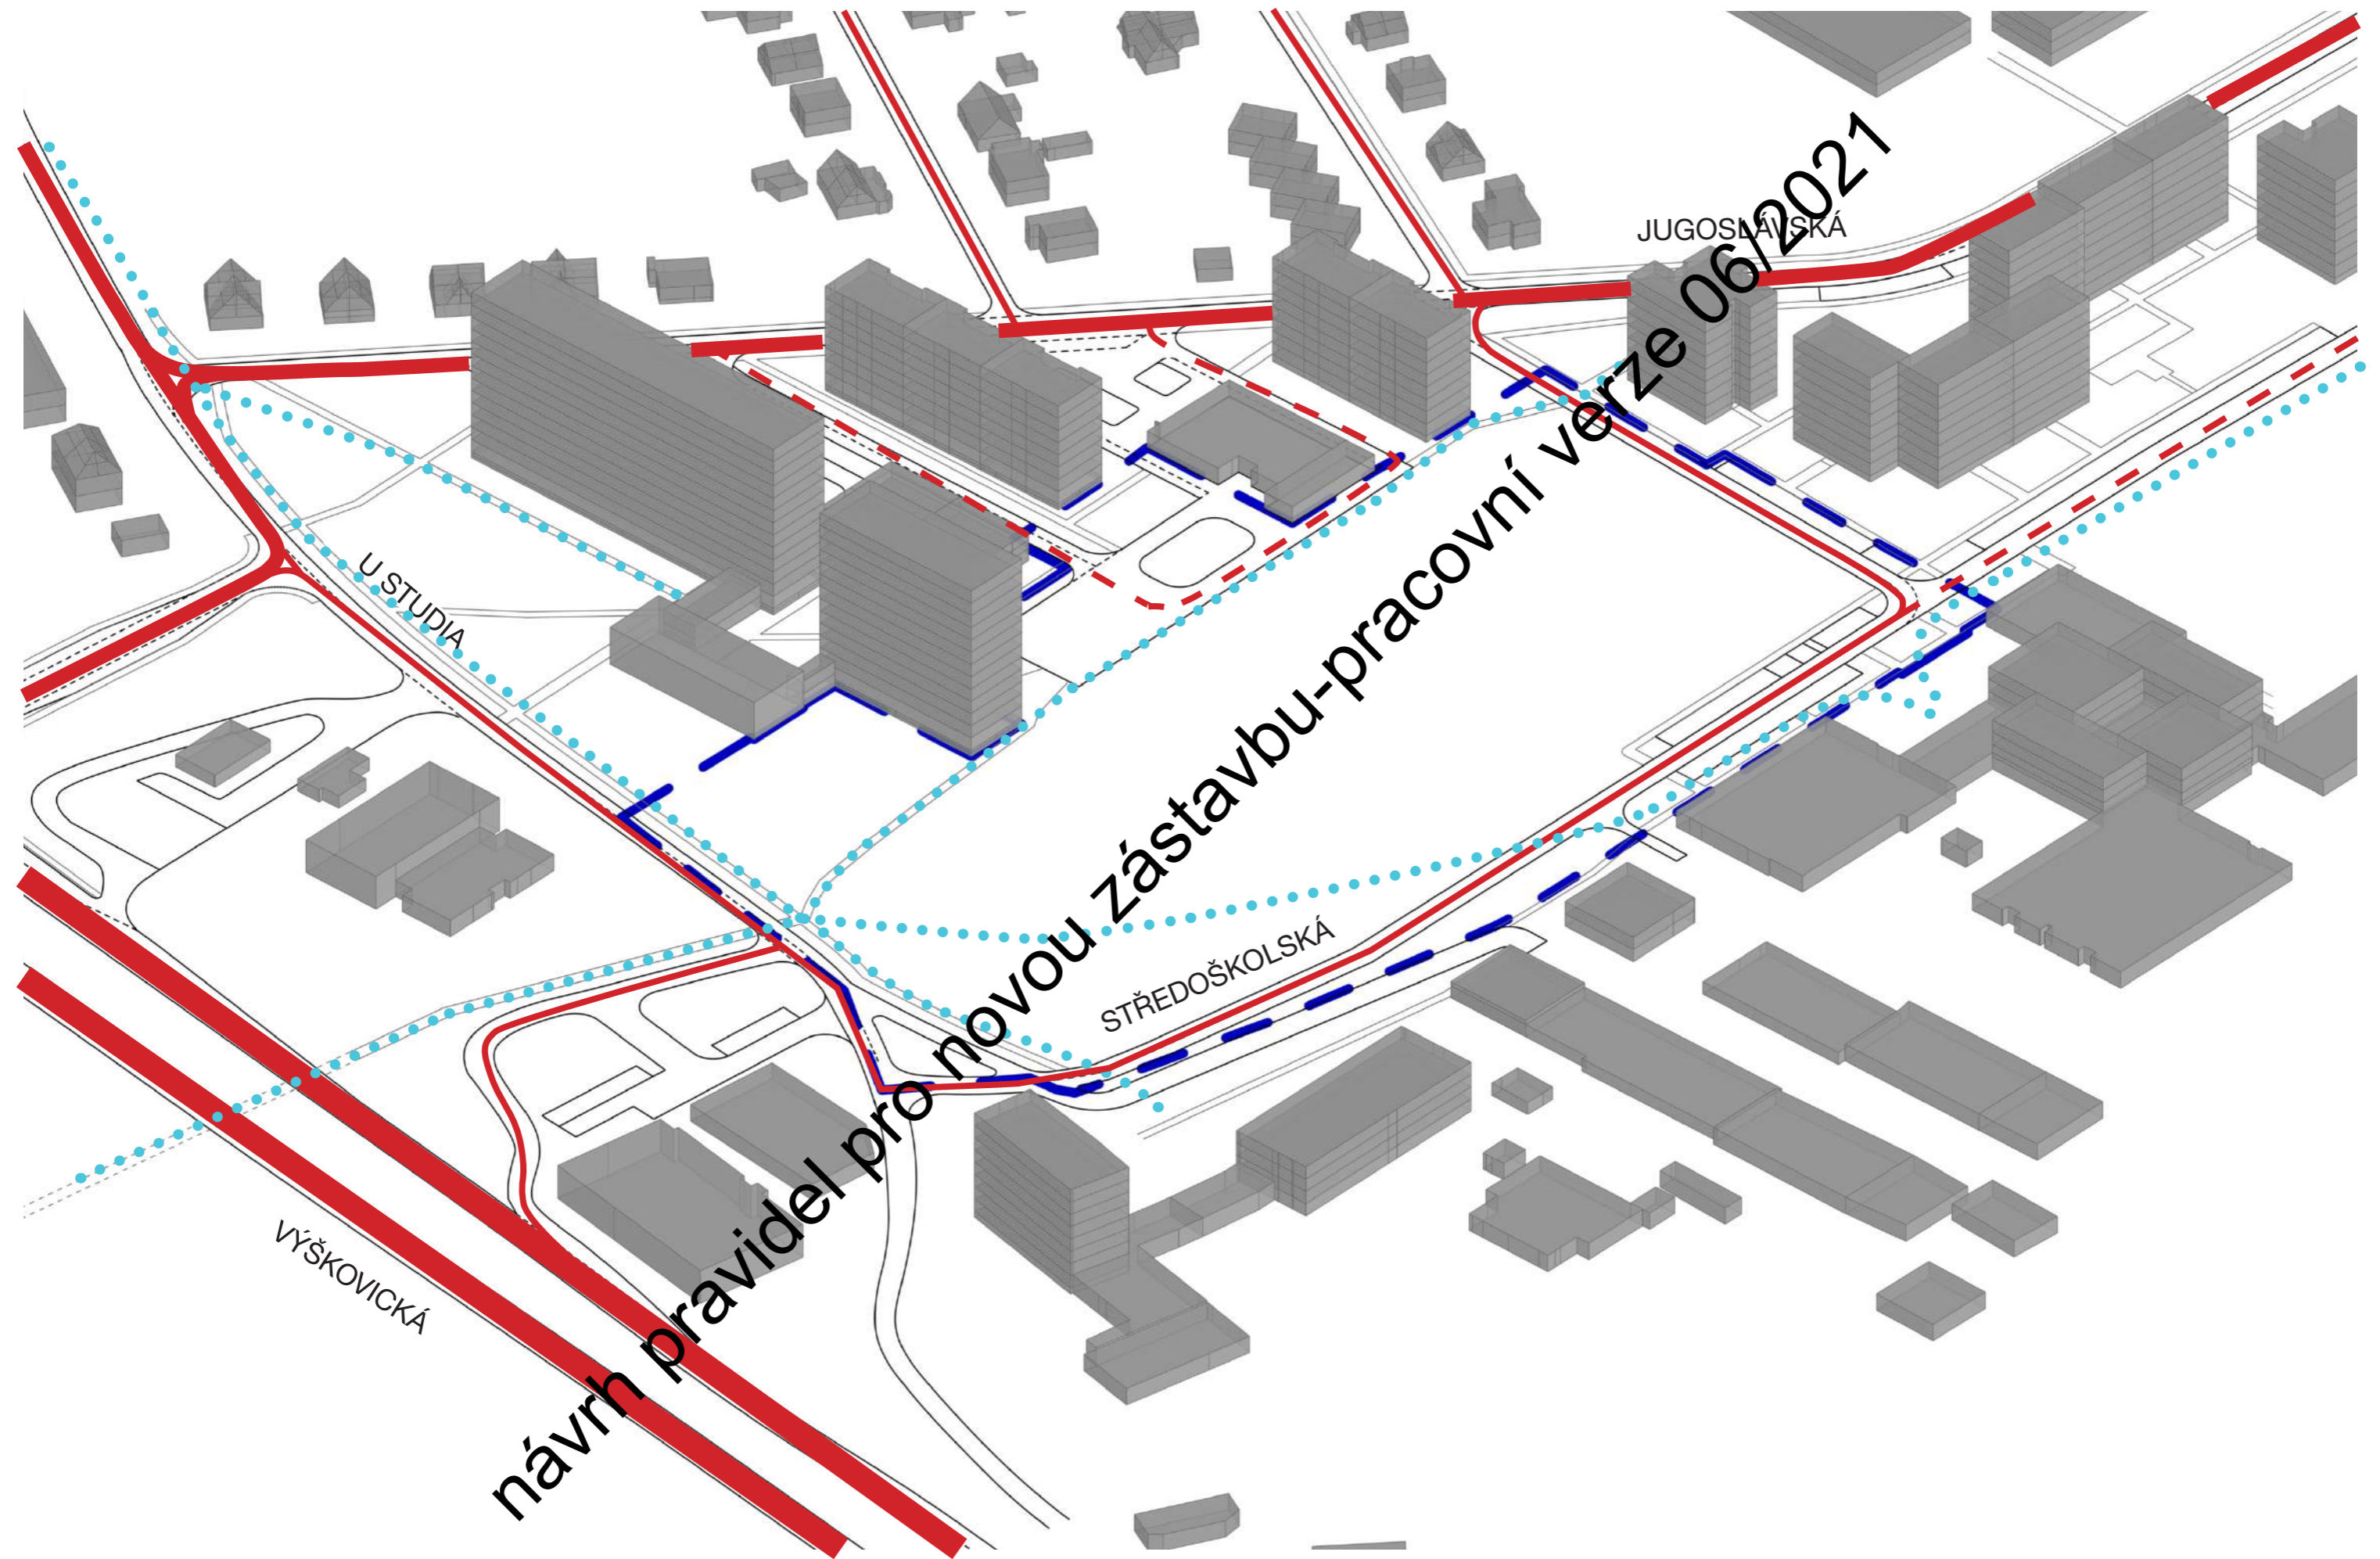 JUGOSLÁVSKÁ
U STUDIA
STŘEDOŠKOLSKÁ
VÝŠKOVICKÁ
návrh pravidel pro novou zástavbu-pracovní verze 06/2021